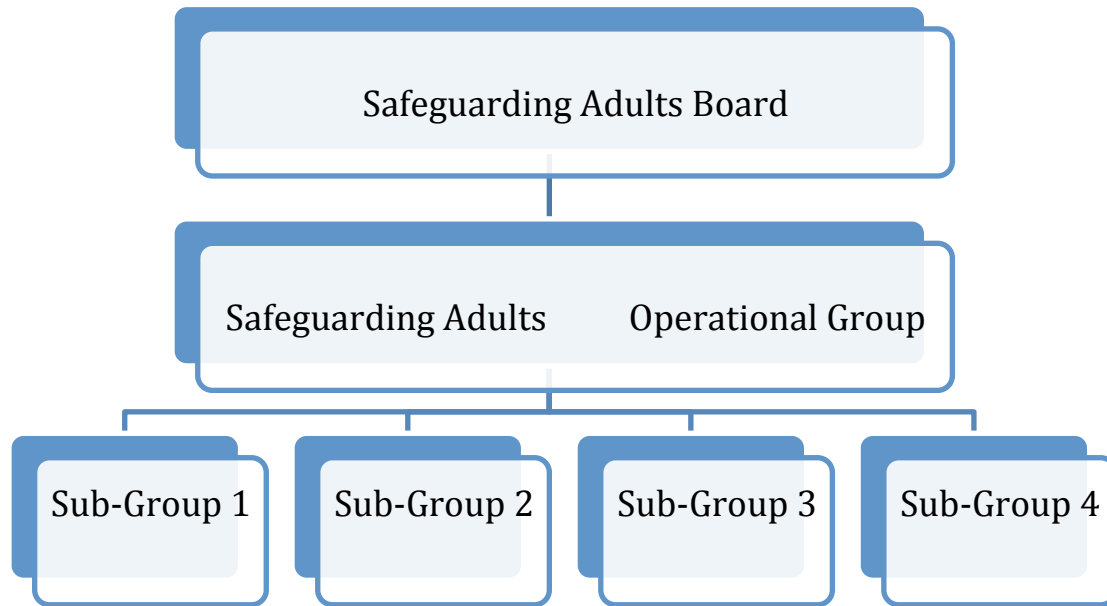 Safeguarding Adults Board
Safeguarding Adults Operational Group
Sub-Group 1
Sub-Group 2
Sub-Group 3
Sub-Group 4